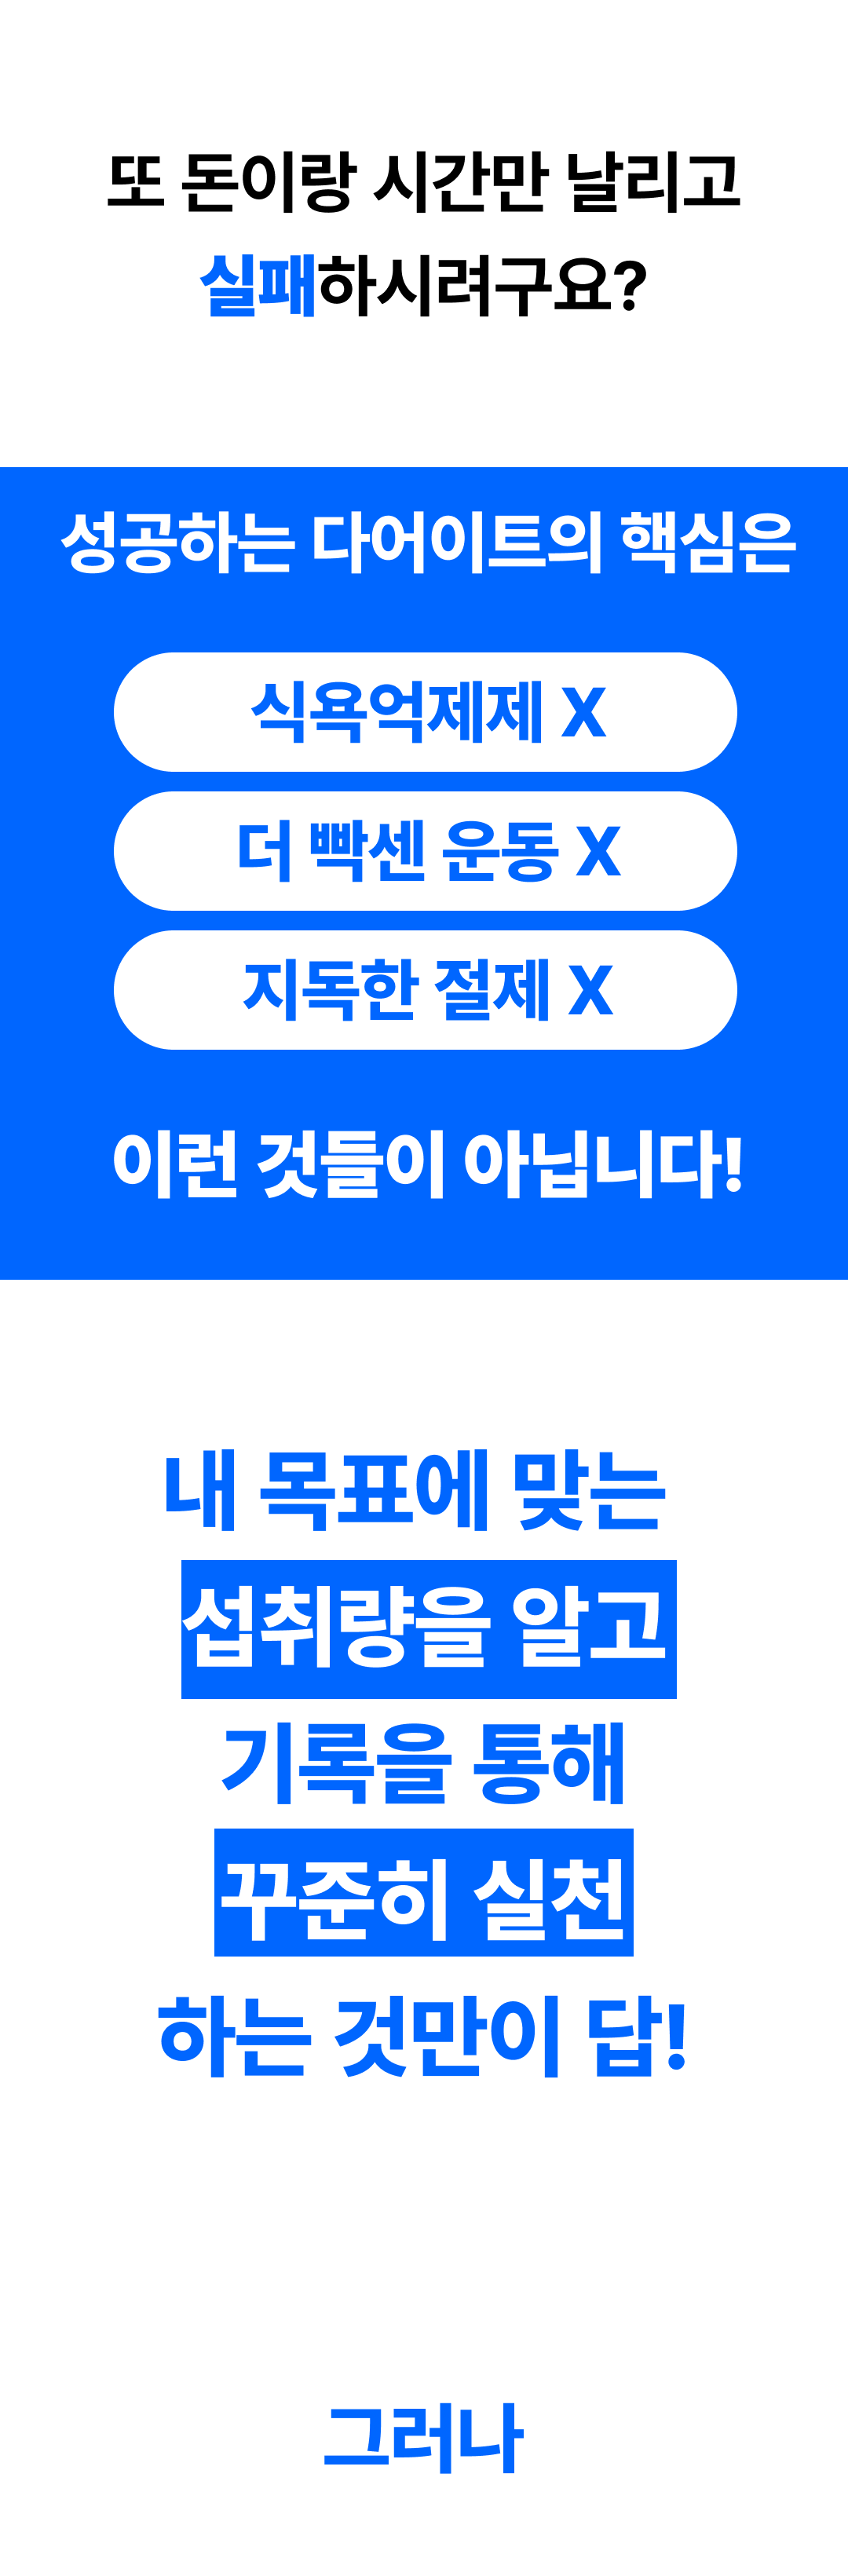 또 돈이랑 시간만 날리고
실패하시려구요?
성공하는 다어이트의 핵심은
식욕억제제 X
더 빡센 운동 X
지독한 절제 X
이런 것들이 아닙니다!
내 목표에 맞는
섭취량을 알고
기록을 통해
꾸준히 실천
하는 것만이 답!
그러나